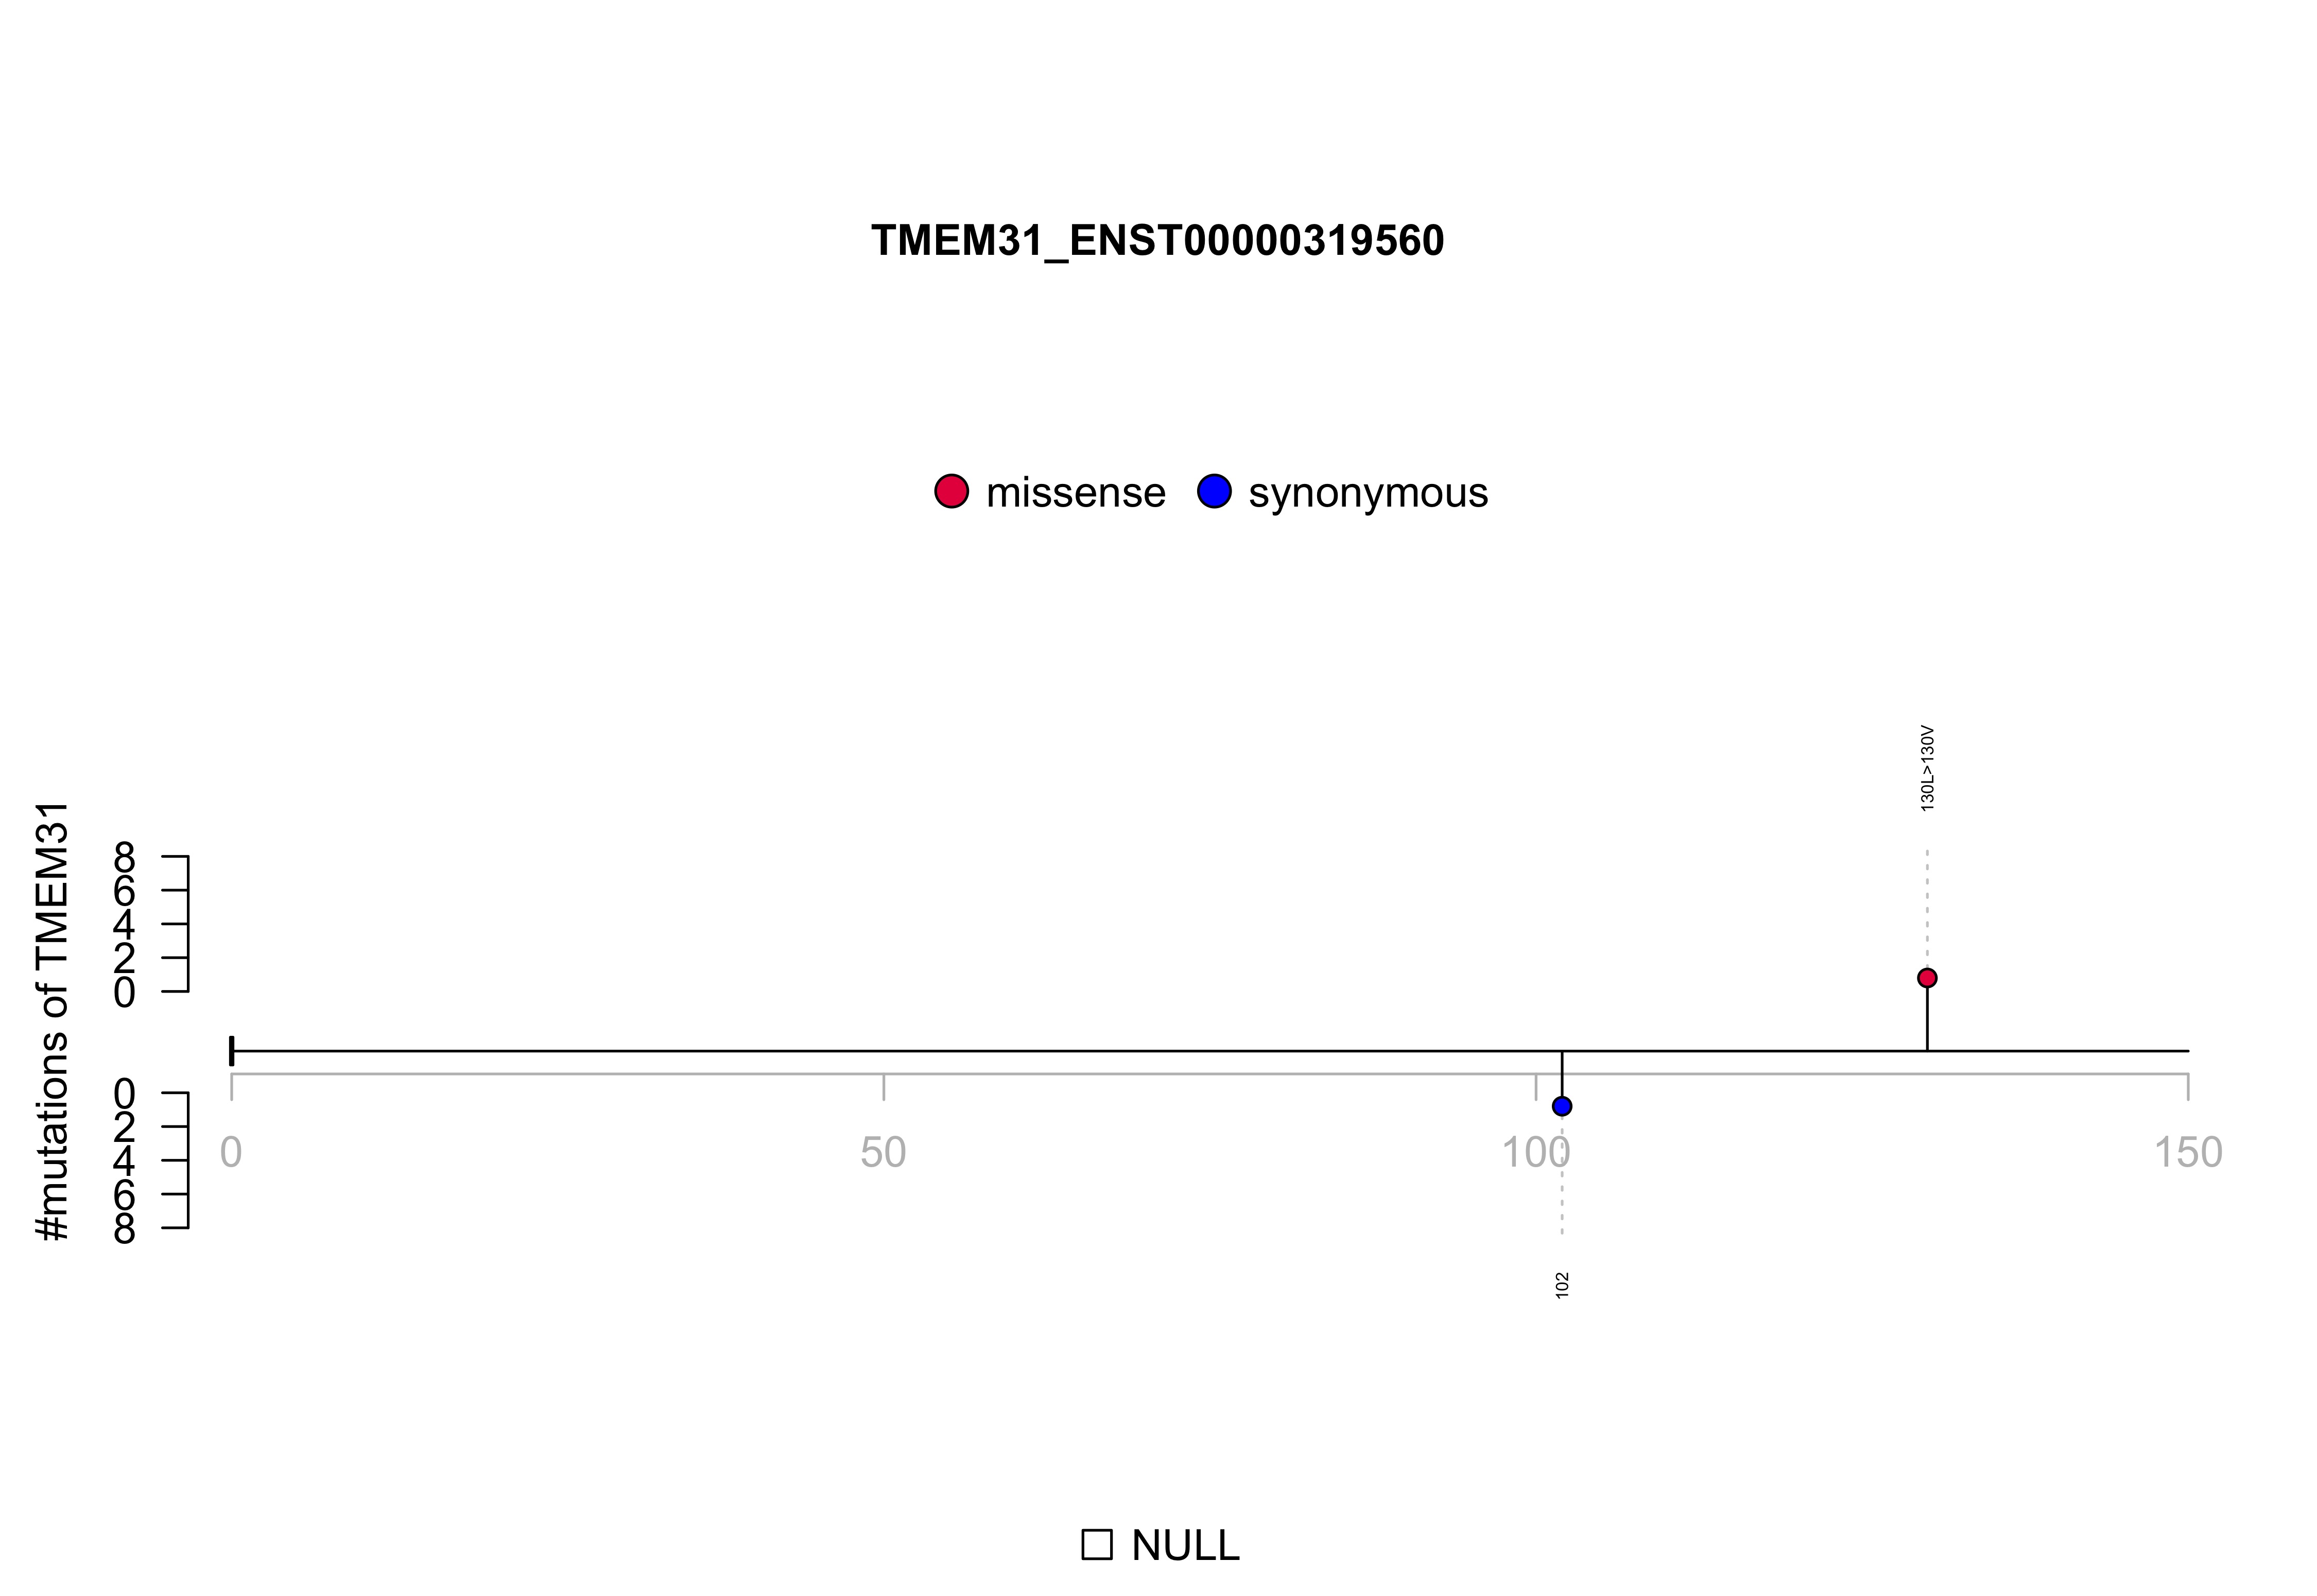 TMEM31_ENST00000319560
missense synonymous
130L>130V
#mutations of TMEM31
8
6
4
2
0
0
2
4
6
8
0 50 100 150
102
NULL